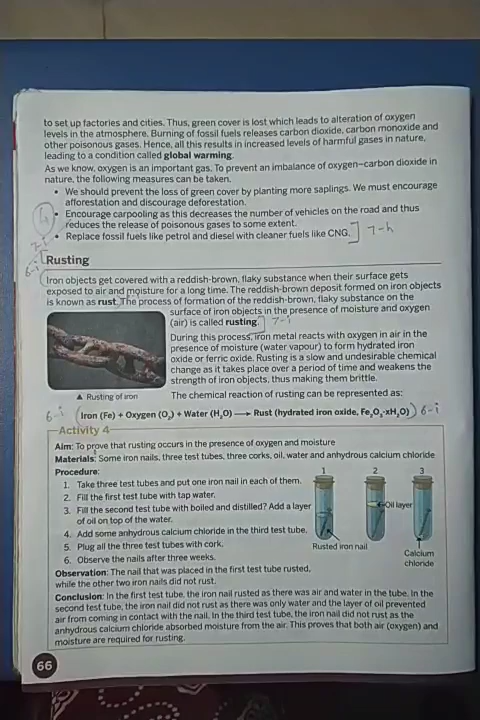 to set up factories and cities. Thus, green cover is lost which leads to alteration of oxygen
levels in the atmosphere. Burning of fossil fuels releases carbon dioxide, carbon monoxide and
other poisonous gases. Hence, all this results in increased levels of harmful gases in nature,
leading to a condition called global warming.
As we know, oxygen is an important gas. To prevent an imbalance of oxygen–carbon dioxide in
nature, the following measures can be taken.
• We should prevent the loss of green cover by planting more saplings. We must encourage
afforestation and discourage deforestation.
• Encourage carpooling as this decreases the number of vehicles on the road and thus
reduces the release of poisonous gases to some extent.
• Replace fossil fuels like petrol and diesel with cleaner fuels like CNG. 7-h
6-i
Rusting
Iron objects get covered with a reddish-brown, flaky substance when their surface gets
exposed to air and moisture for a long time. The reddish-brown deposit formed on iron objects
is known as rust. The process of formation of the reddish-brown, flaky substance on the
surface of iron objects in the presence of moisture and oxygen
(air) is called rusting. 7-i
During this process, iron metal reacts with oxygen in air in the
presence of moisture (water vapour) to form hydrated iron
oxide or ferric oxide. Rusting is a slow and undesirable chemical
change as it takes place over a period of time and weakens the
strength of iron objects, thus making them brittle.
▲ Rusting of iron
The chemical reaction of rusting can be represented as:
6-i (Iron (Fe) + Oxygen (O₂) + Water (H₂O) ⟶ Rust (hydrated iron oxide, Fe₂O₃·xH₂O)) 6-i
Activity 4
Aim: To prove that rusting occurs in the presence of oxygen and moisture
Materials: Some iron nails, three test tubes, three corks, oil, water and anhydrous calcium chloride
Procedure:
1. Take three test tubes and put one iron nail in each of them.
2. Fill the first test tube with tap water.
3. Fill the second test tube with boiled and distilled? Add a layer
of oil on top of the water.
4. Add some anhydrous calcium chloride in the third test tube.
5. Plug all the three test tubes with cork.
6. Observe the nails after three weeks.
1 2 3
Oil layer
Rusted iron nail
Calcium
chloride
Observation: The nail that was placed in the first test tube rusted,
while the other two iron nails did not rust.
Conclusion: In the first test tube, the iron nail rusted as there was air and water in the tube. In the
second test tube, the iron nail did not rust as there was only water and the layer of oil prevented
air from coming in contact with the nail. In the third test tube, the iron nail did not rust as the
anhydrous calcium chloride absorbed moisture from the air. This proves that both air (oxygen) and
moisture are required for rusting.
66